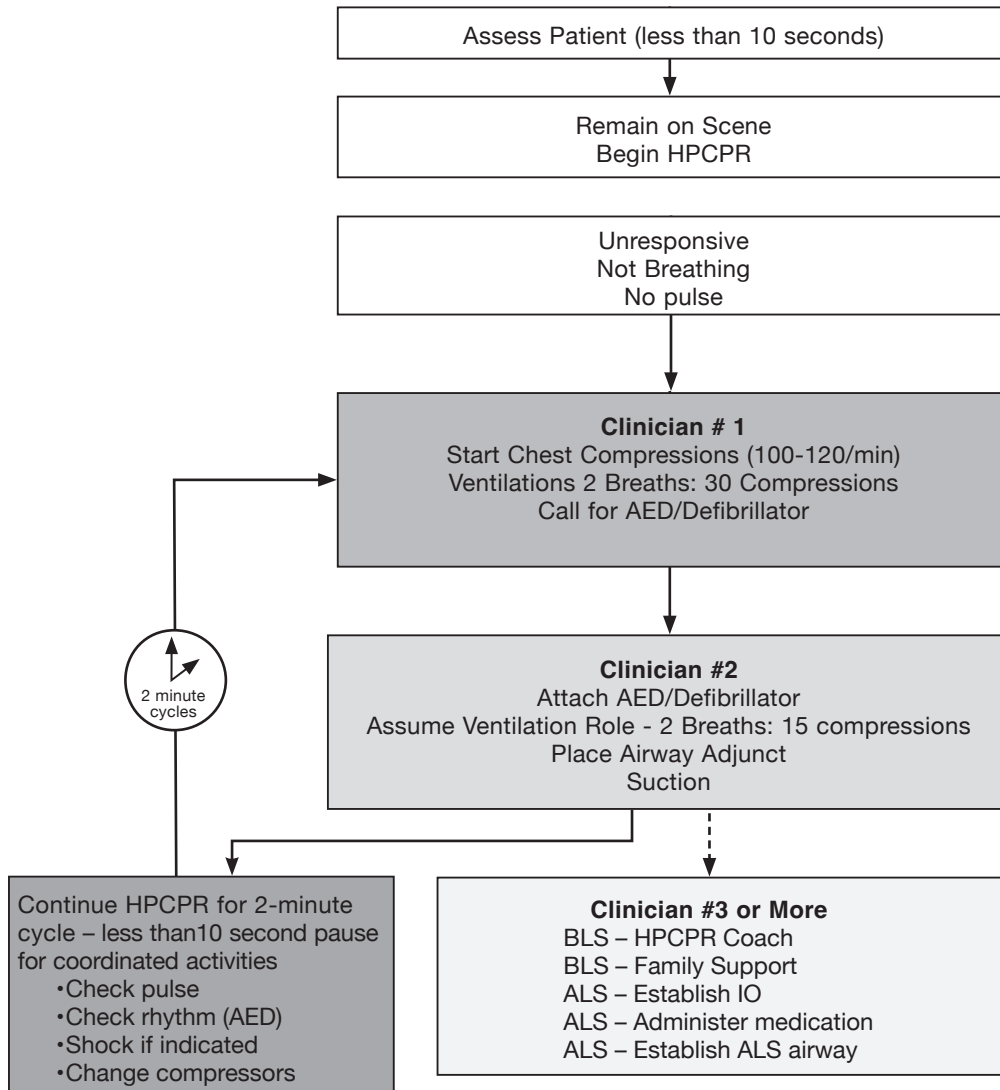 Assess Patient (less than 10 seconds)
Remain on Scene
Begin HPCPR
Unresponsive
Not Breathing
No pulse
Clinician # 1
Start Chest Compressions (100-120/min)
Ventilations 2 Breaths: 30 Compressions
Call for AED/Defibrillator
2 minute
cycles
Clinician #2
Attach AED/Defibrillator
Assume Ventilation Role - 2 Breaths: 15 compressions
Place Airway Adjunct
Suction
Continue HPCPR for 2-minute
cycle – less than10 second pause
for coordinated activities
•Check pulse
•Check rhythm (AED)
•Shock if indicated
•Change compressors
Clinician #3 or More
BLS – HPCPR Coach
BLS – Family Support
ALS – Establish IO
ALS – Administer medication
ALS – Establish ALS airway